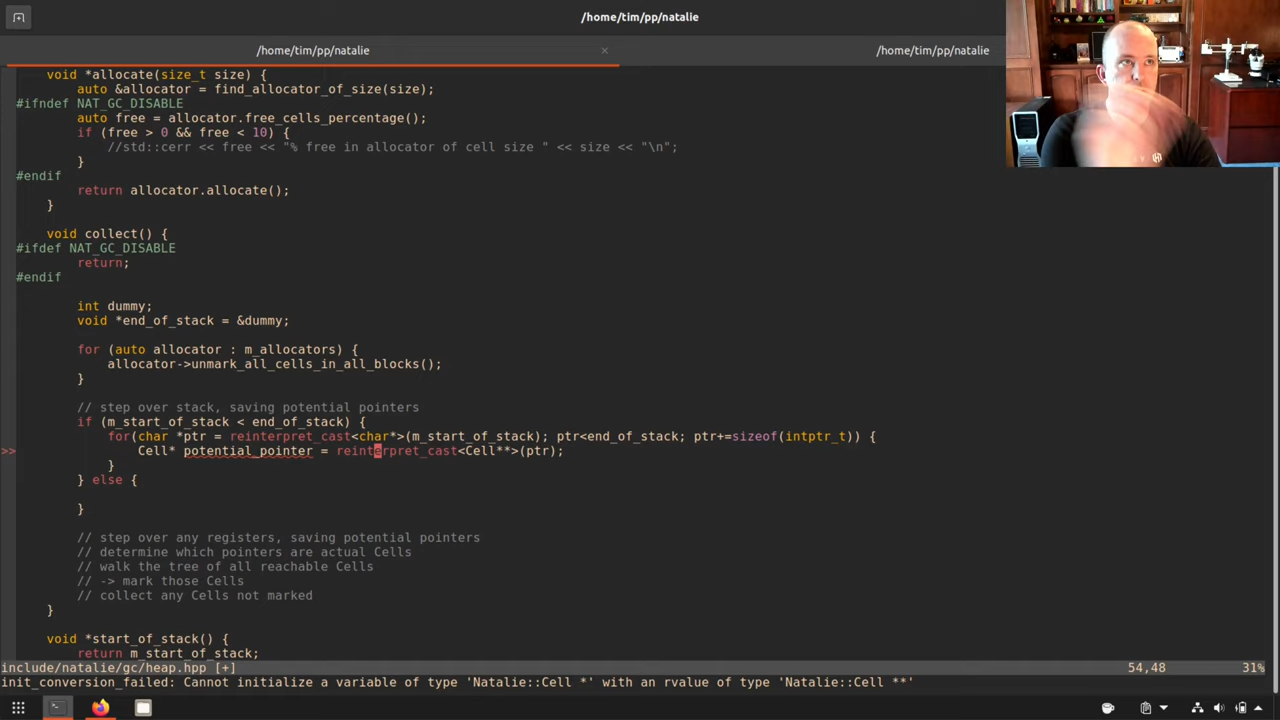 /home/tim/pp/natalie
/home/tim/pp/natalie
/home/tim/pp/natalie
void *allocate(size_t size) {
auto &allocator = find_allocator_of_size(size);
#ifndef NAT_GC_DISABLE
auto free = allocator.free_cells_percentage();
if (free > 0 && free < 10) {
//std::cerr << free << "% free in allocator of cell size " << size << "\n";
}
#endif
return allocator.allocate();
}
void collect() {
#ifdef NAT_GC_DISABLE
return;
#endif
int dummy;
void *end_of_stack = &dummy;
for (auto allocator : m_allocators) {
allocator->unmark_all_cells_in_all_blocks();
}
// step over stack, saving potential pointers
if (m_start_of_stack < end_of_stack) {
for(char *ptr = reinterpret_cast<char*>(m_start_of_stack); ptr<end_of_stack; ptr+=sizeof(intptr_t)) {
>> Cell* potential_pointer = reinterpret_cast<Cell**>(ptr);
}
} else {
}
// step over any registers, saving potential pointers
// determine which pointers are actual Cells
// walk the tree of all reachable Cells
// -> mark those Cells
// collect any Cells not marked
}
void *start_of_stack() {
return m_start_of_stack;
include/natalie/gc/heap.hpp [+] 54,48 31%
init_conversion_failed: Cannot initialize a variable of type 'Natalie::Cell *' with an rvalue of type 'Natalie::Cell **'